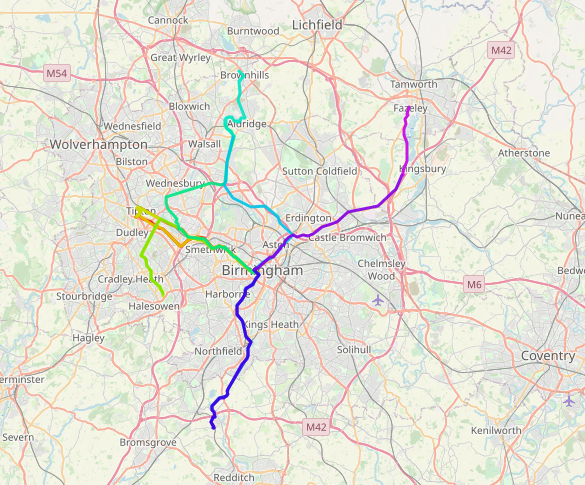 Cannock
Lichfield
Burntwood
M42
Great Wyrley
M54
Brownhills
Tamworth
Bloxwich
Fazeley
Wednesfield
Aldridge
Wolverhampton
Walsall
Atherstone
Bilston
Sutton Coldfield
Kingsbury
Wednesbury
Tipton
Erdington
Nunea
Dudley
Aston
Castle Bromwich
Smethwick
Chelmsley
Wood
Birmingham
Bedw
Cradley Heath
M6
Stourbridge
Harborne
Halesowen
Kings Heath
Hagley
Northfield
Solihull
Coventry
erminster
M42
Kenilworth
Severn
Bromsgrove
Redditch